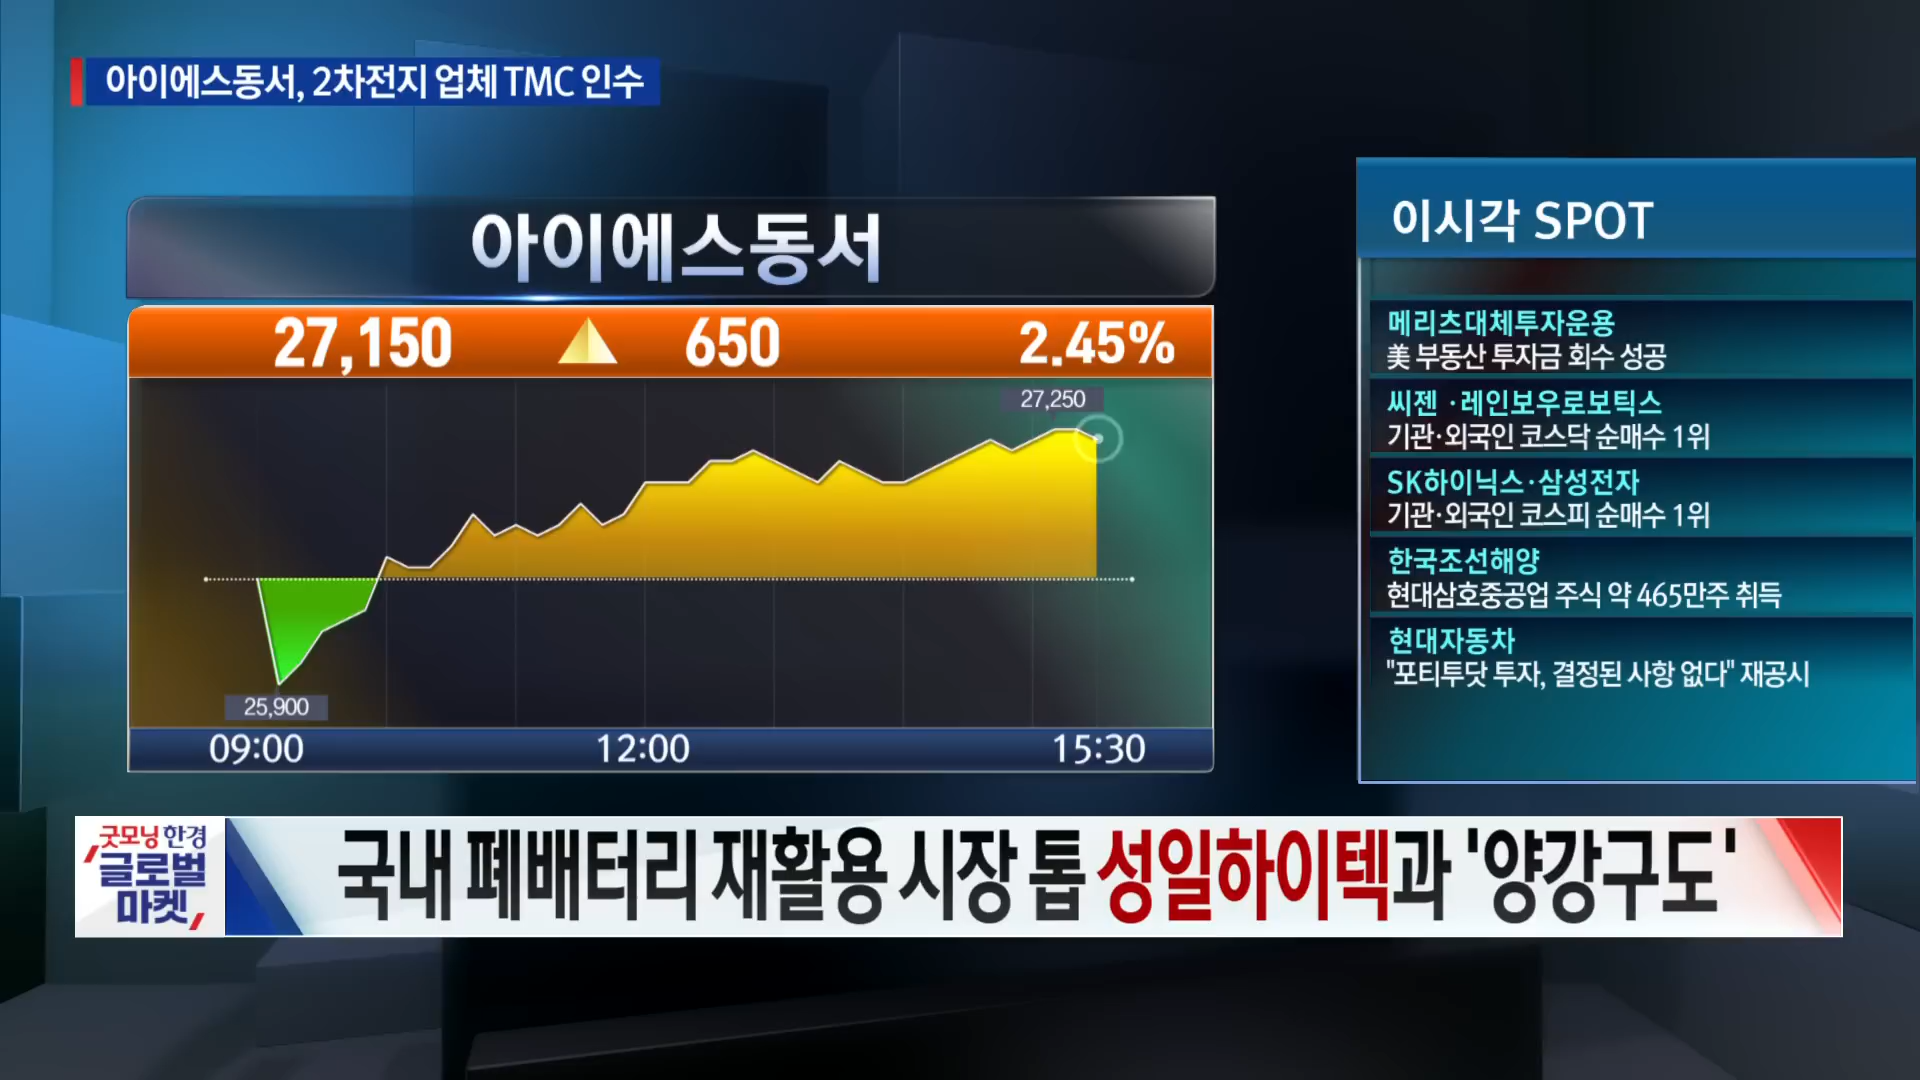 아이에스동서, 2차전지 업체 TMC 인수
아이에스동서
27,150 ▲ 650 2.45%
27,250
25,900
09:00 12:00 15:30
이시각 SPOT
메리츠대체투자운용
美 부동산 투자금 회수 성공
씨젠 ·레인보우로보틱스
기관·외국인 코스닥 순매수 1위
SK하이닉스·삼성전자
기관·외국인 코스피 순매수 1위
한국조선해양
현대삼호중공업 주식 약 465만주 취득
현대자동차
"포티투닷 투자, 결정된 사항 없다" 재공시
굿모닝 한경
글로벌
마켓
국내 폐배터리 재활용 시장 톱 성일하이텍과 '양강구도'